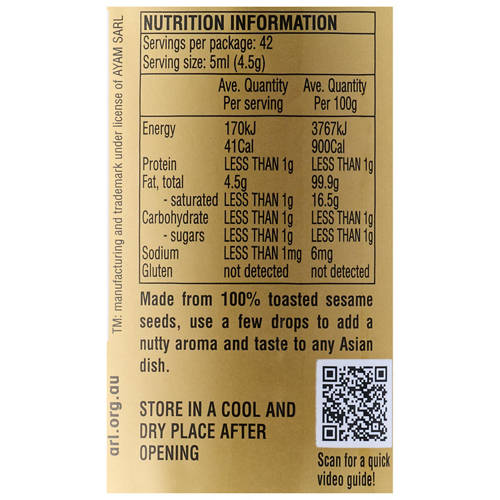 NUTRITION INFORMATION
Servings per package: 42
Serving size: 5ml (4.5g)
Ave. Quantity Per serving Ave. Quantity Per 100g
Energy 170kJ 3767kJ
41Cal 900Cal
Protein LESS THAN 1g LESS THAN 1g
Fat, total 4.5g 99.9g
- saturated LESS THAN 1g 16.5g
Carbohydrate LESS THAN 1g LESS THAN 1g
- sugars LESS THAN 1g LESS THAN 1g
Sodium LESS THAN 1mg 6mg
Gluten not detected not detected
Made from 100% toasted sesame
seeds, use a few drops to add a
nutty aroma and taste to any Asian
dish.
STORE IN A COOL AND
DRY PLACE AFTER
OPENING
Scan for a quick
video guide!
TM: manufacturing and trademark under license of AYAM SARL
arl.org.au